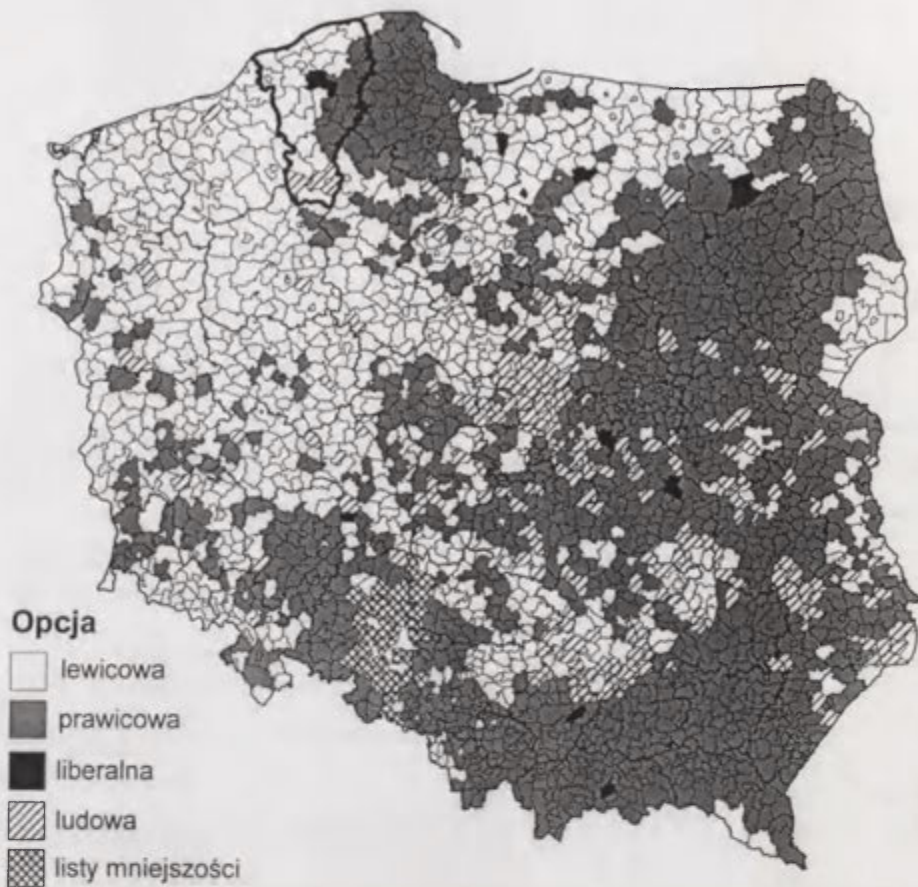 Opcja
lewicowa
prawicowa
liberalna
ludowa
listy mniejszości